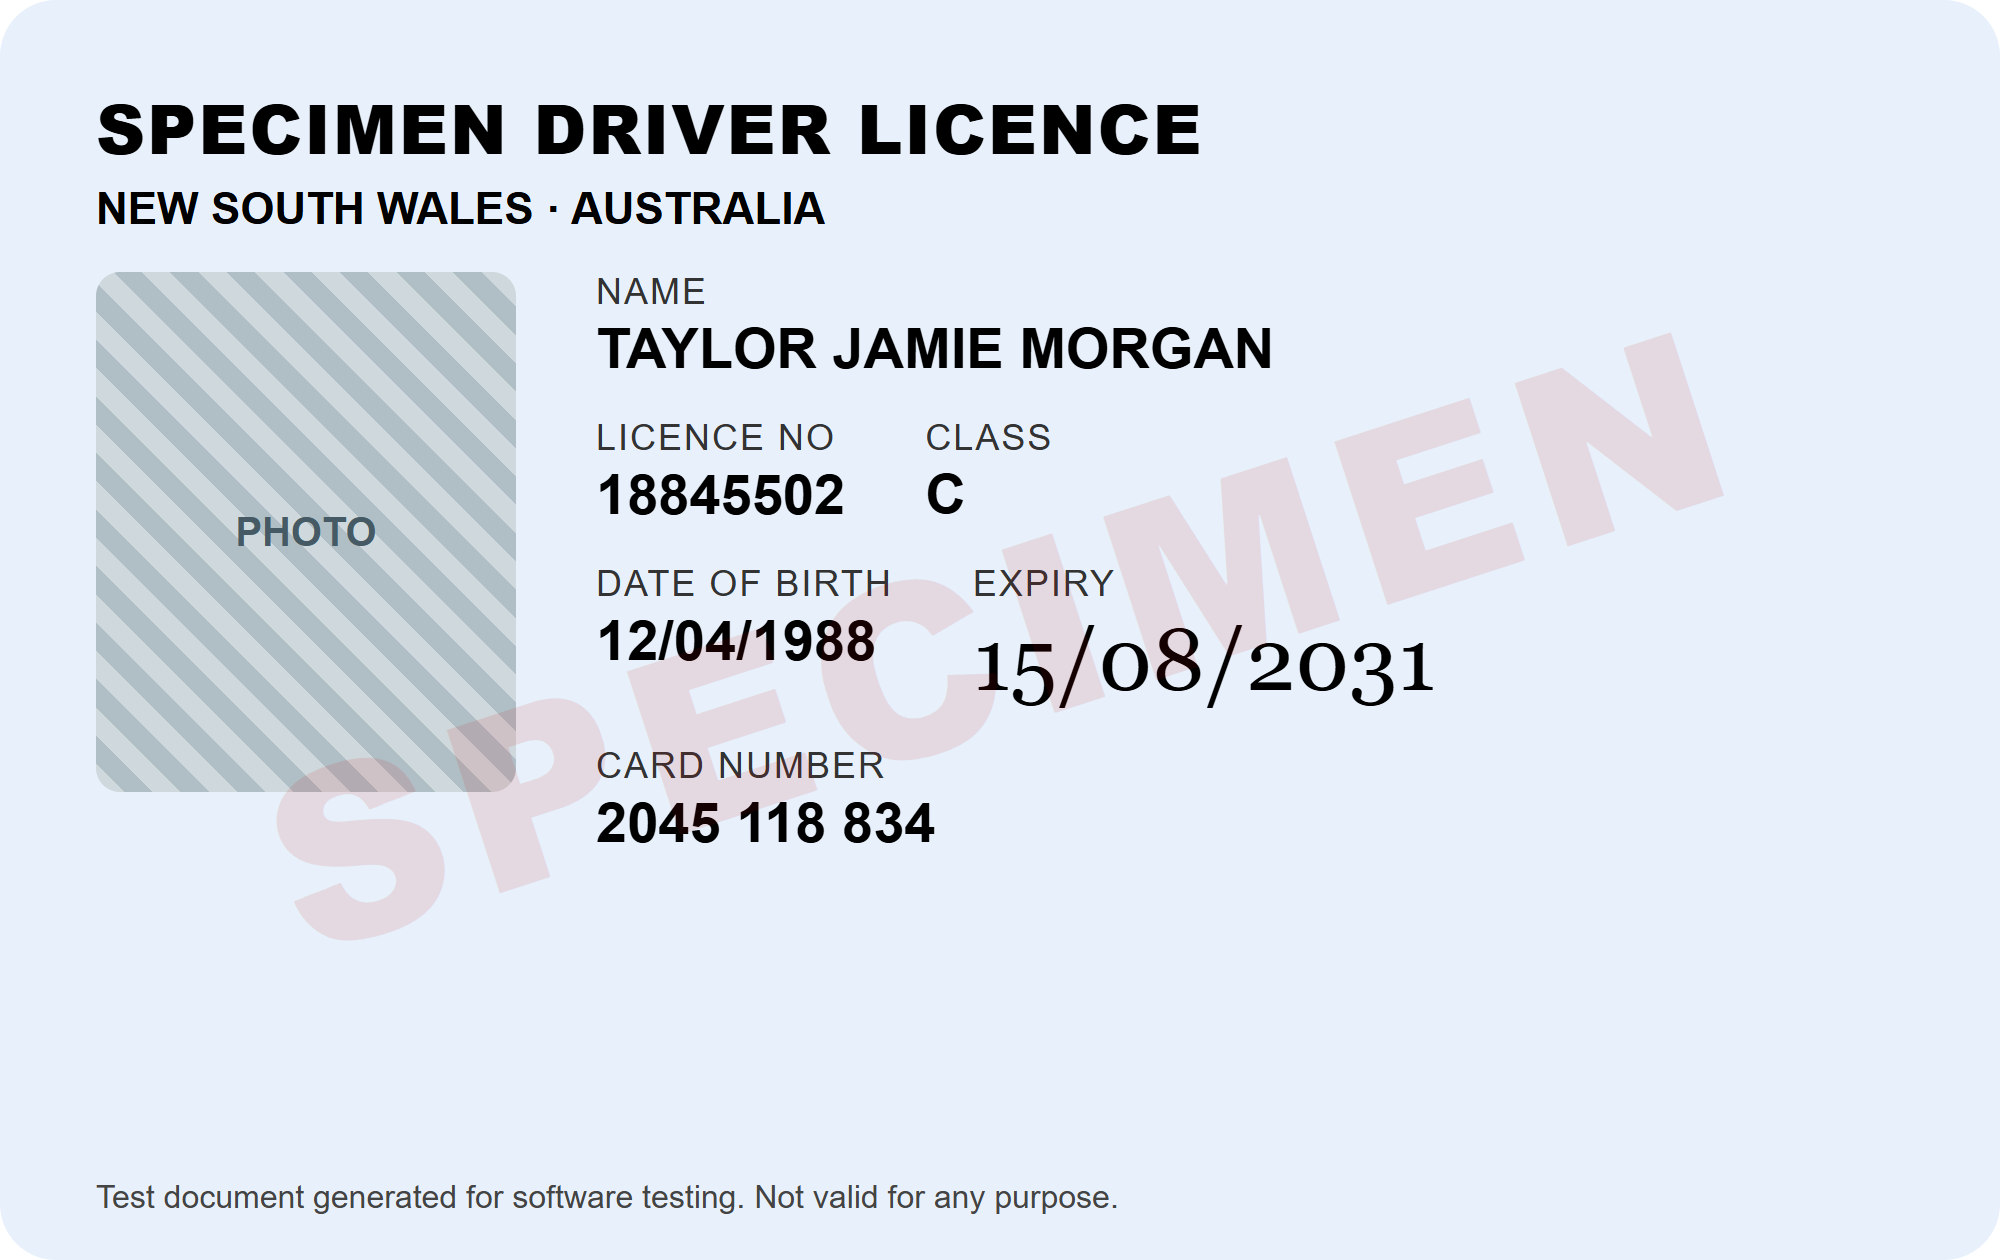 SPECIMEN DRIVER LICENCE
NEW SOUTH WALES · AUSTRALIA
PHOTO
NAME
TAYLOR JAMIE MORGAN
LICENCE NO CLASS
18845502 C
DATE OF BIRTH EXPIRY
12/04/1988 15/08/2031
CARD NUMBER
2045 118 834
SPECIMEN
Test document generated for software testing. Not valid for any purpose.